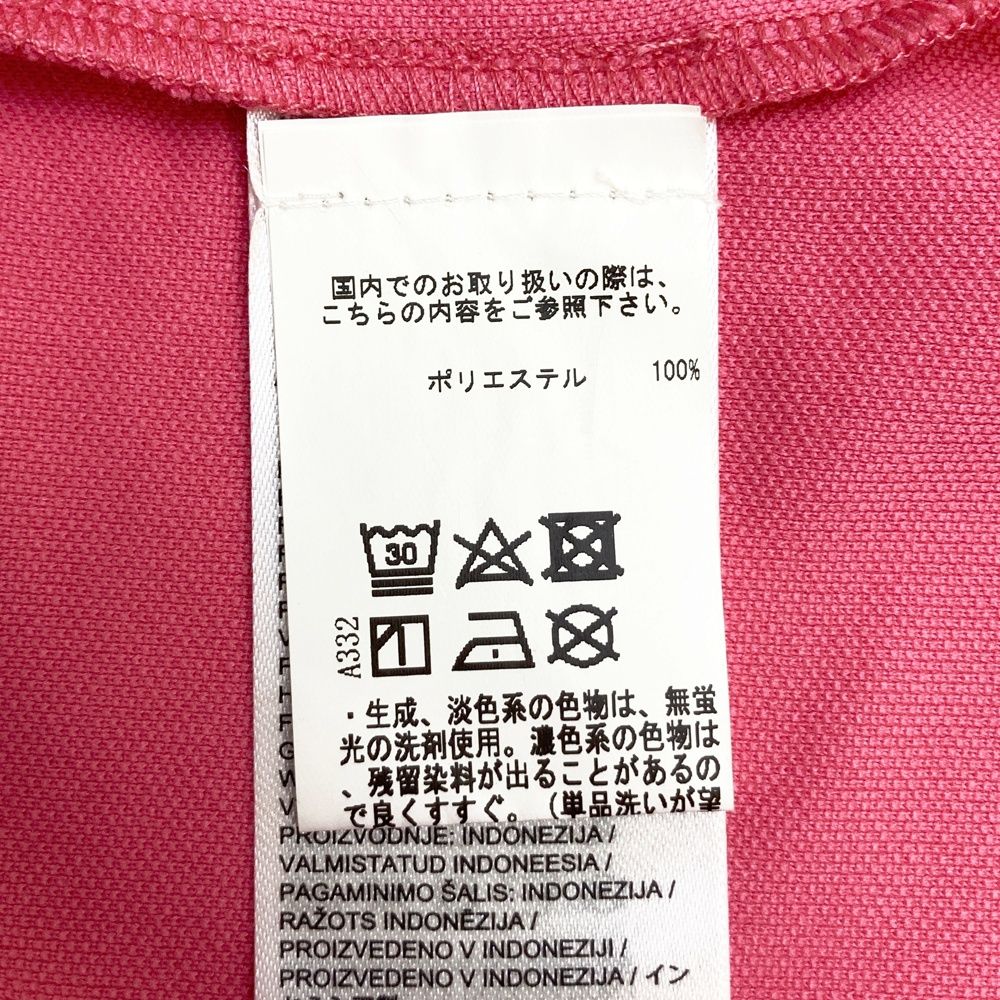 国内でのお取り扱いの際は、
こちらの内容をご参照下さい。
ポリエステル 100%
30
A332
・生成、淡色系の色物は、無蛍
光の洗剤使用。濃色系の色物は
、残留染料が出ることがあるの
で良くすすぐ。（単品洗いが望
PROIZVODNJE: INDONEZIJA /
VALMISTATUD INDONEESIA /
PAGAMINIMO ŠALIS: INDONEZIJA /
RAŽOTS INDONĒZIJA /
PROIZVEDENO V INDONEZIJI /
PROIZVEDENO V INDONEZIJA / イン